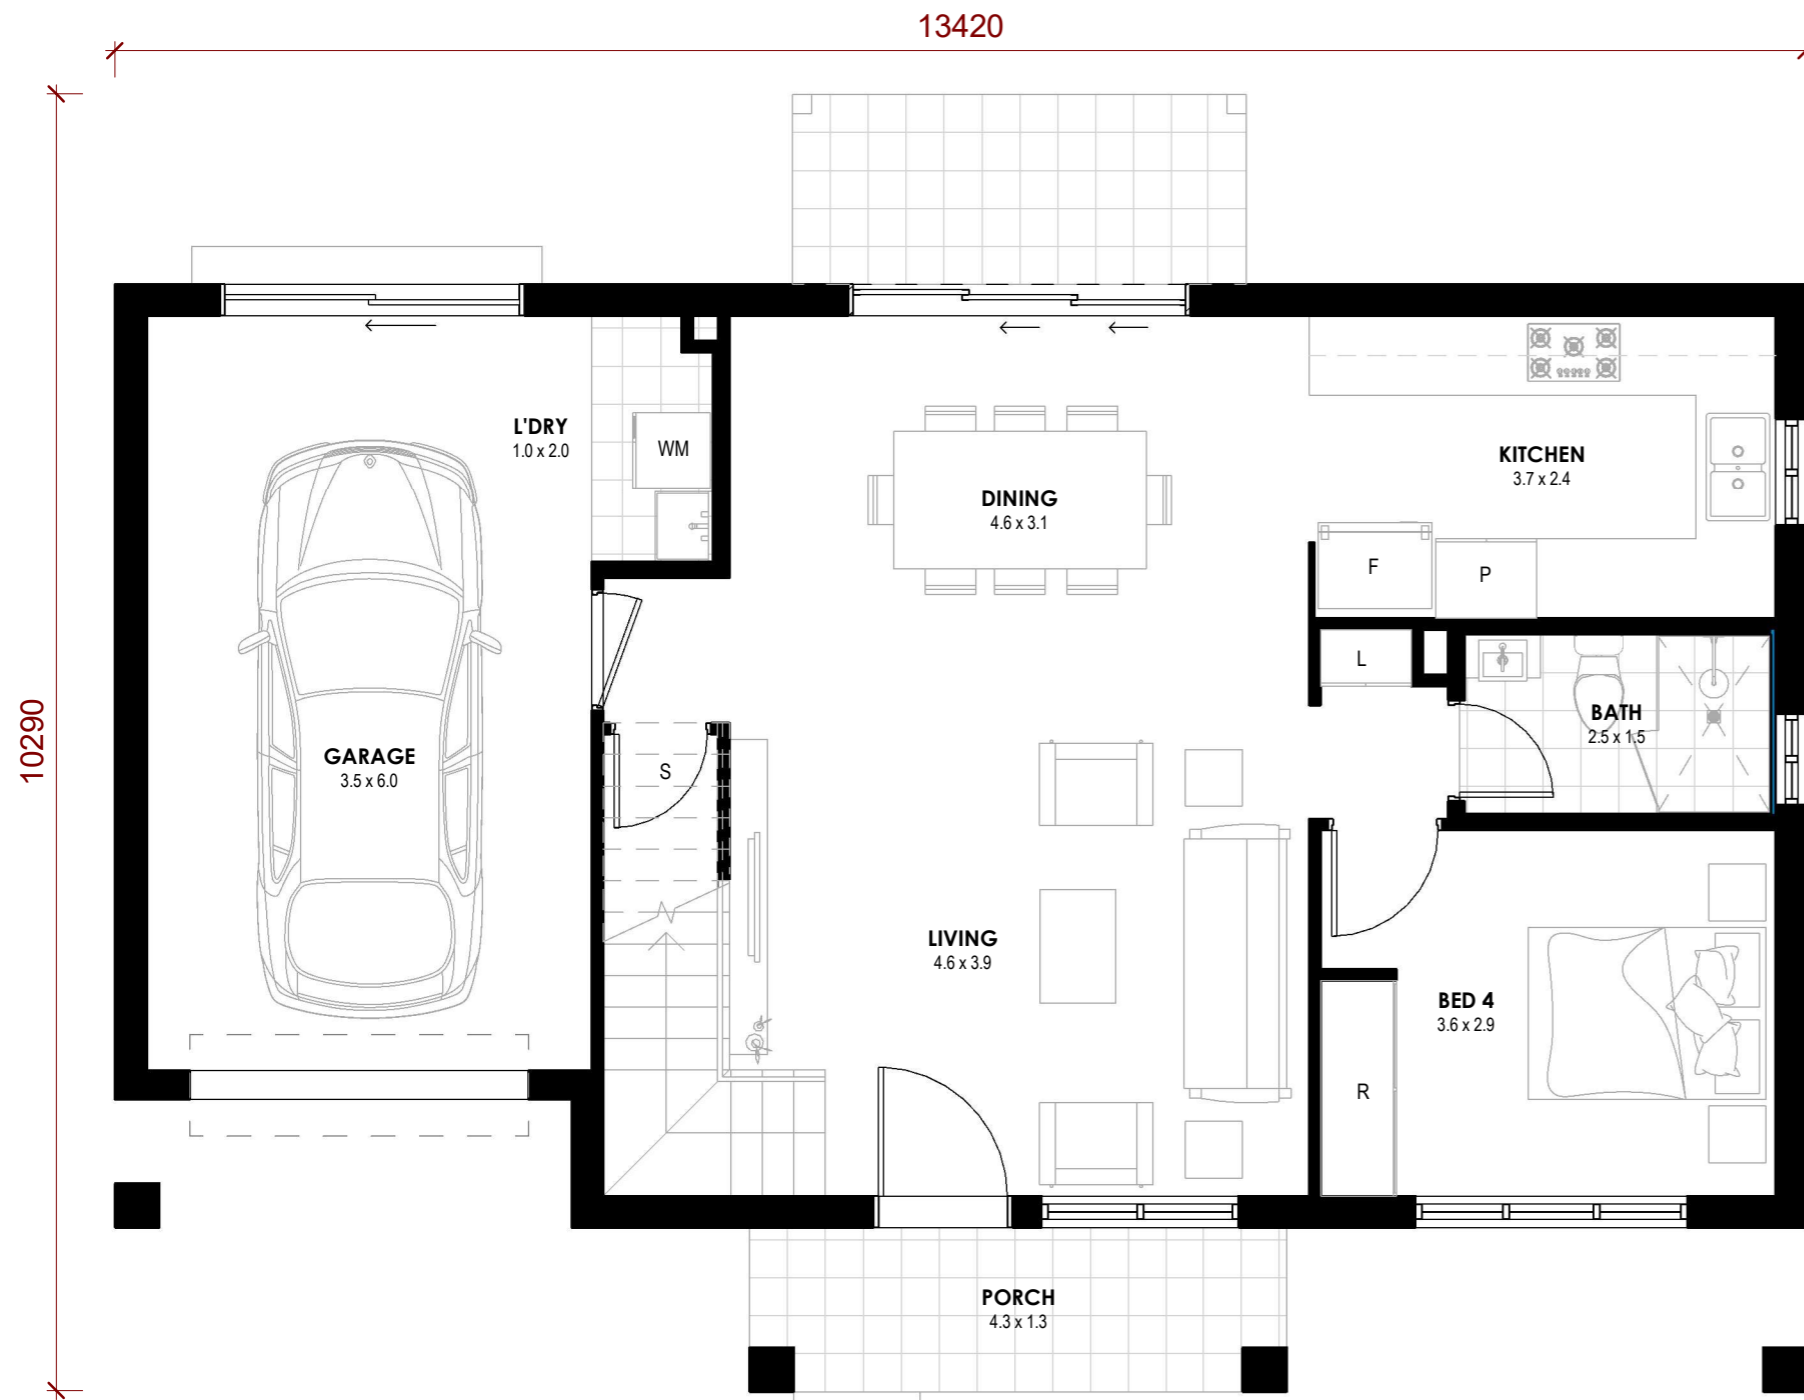 13420
10290
L'DRY
1.0 x 2.0
WM
DINING
4.6 x 3.1
KITCHEN
3.7 x 2.4
F
P
L
BATH
2.5 x 1.5
GARAGE
3.5 x 6.0
S
LIVING
4.6 x 3.9
BED 4
3.6 x 2.9
R
PORCH
4.3 x 1.3